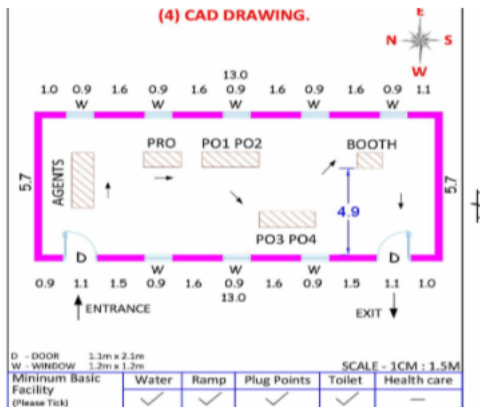 (4) CAD DRAWING.
E
N S
W
13.0
1.0 0.9 1.6 0.9 1.6 0.9 1.6 0.9 1.6 0.9 1.1
W W W W W
PRO PO1 PO2 BOOTH
AGENTS
5.7 5.7
4.9
PO3 PO4
D D
W W W
0.9 1.1 1.5 0.9 1.6 0.9 1.6 0.9 1.5 1.1 1.0
13.0
ENTRANCE EXIT
D - DOOR 1.1m x 2.1m
W - WINDOW 1.2m x 1.2m
SCALE - 1CM : 1.5M
Mininum Basic Facility (Please Tick) Water Ramp Plug Points Toilet Health care